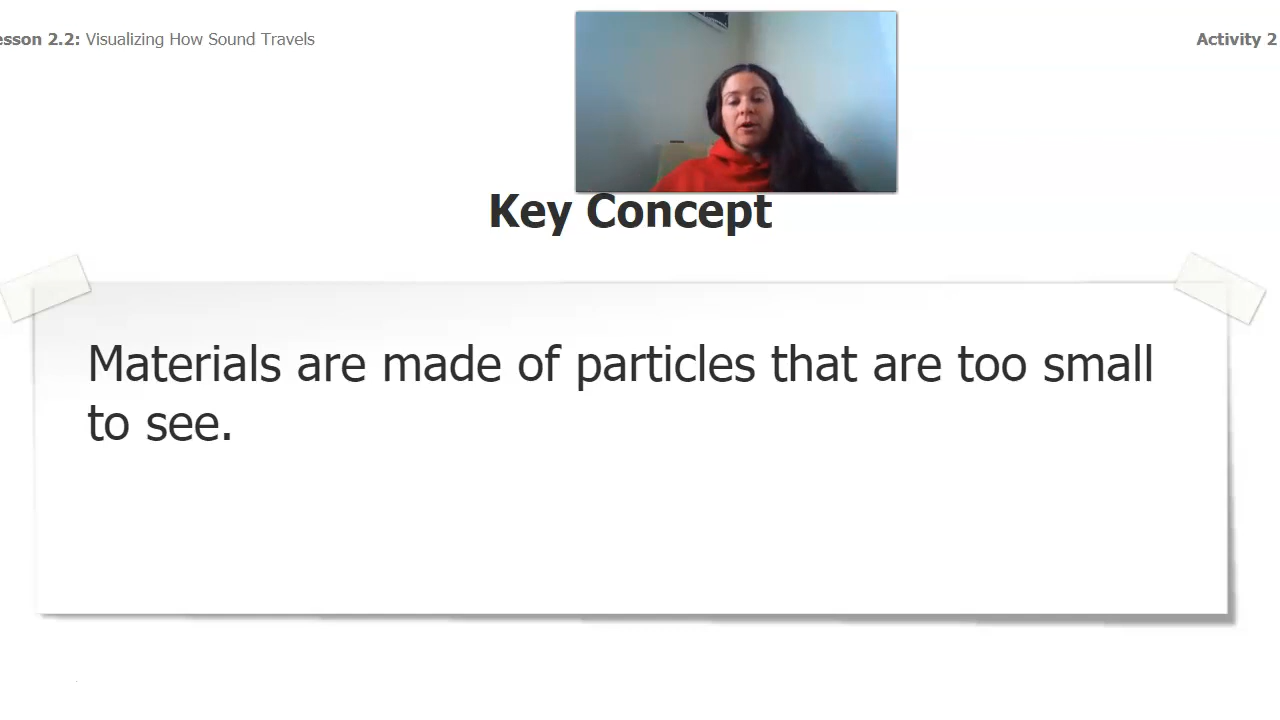 esson 2.2: Visualizing How Sound Travels
Activity 2
Key Concept
Materials are made of particles that are too small
to see.